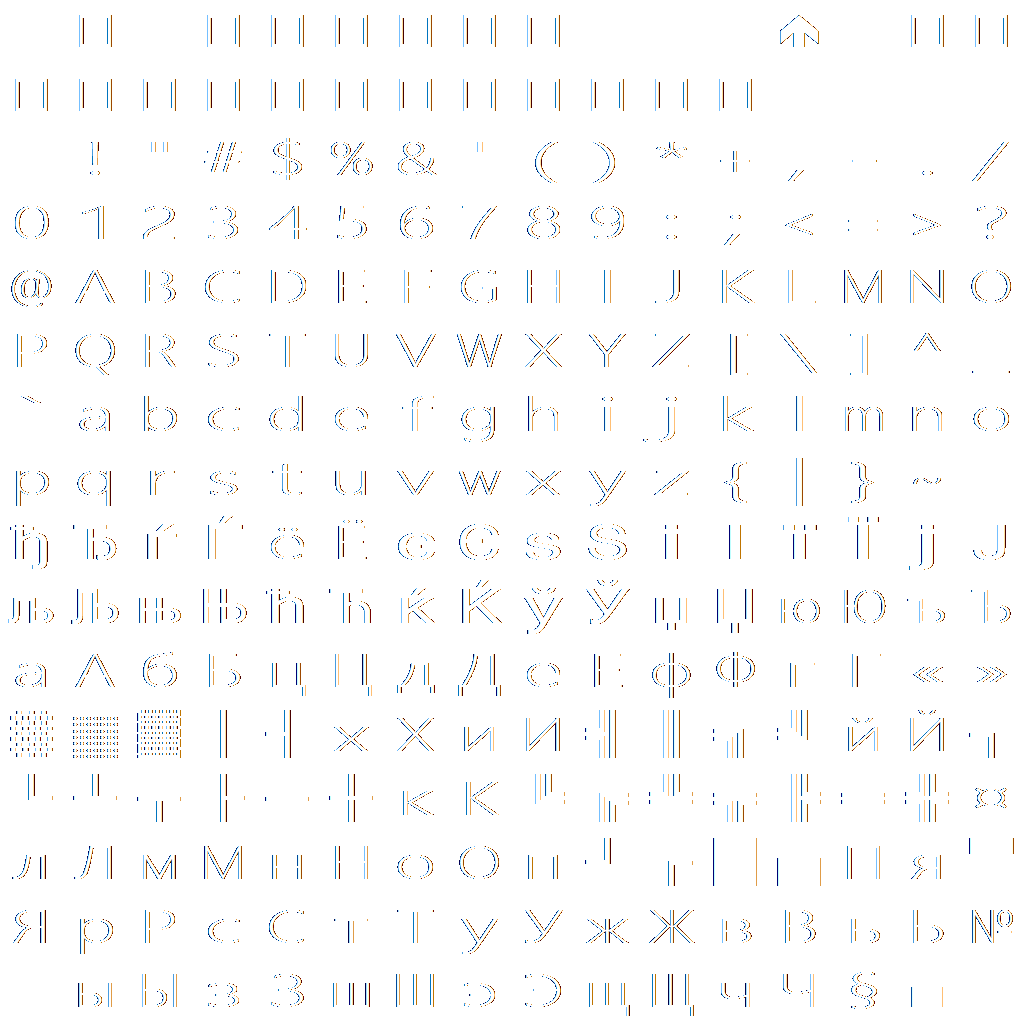 ⌂
! " # $ % & ' ( ) * + , - . /
0 1 2 3 4 5 6 7 8 9 : ; < = > ?
@ A B C D E F G H I J K L M N O
P Q R S T U V W X Y Z [ \ ] ^ _
` a b c d e f g h i j k l m n o
p q r s t u v w x y z { | } ~
ђ Ђ ѓ Ѓ ё Ё є Є ѕ Ѕ і І ї Ї ј Ј
љ Љ њ Њ ћ Ћ ќ Ќ ў Ў џ Џ ю Ю ъ Ъ
а А б Б ц Ц д Д е Е ф Ф г Г « »
░ ▒ ▓ │ ┤ х Х и И ╣ ║ ╗ ╝ й Й ┐
└ ┴ ┬ ├ ─ ┼ к К ╚ ╔ ╩ ╦ ╠ ═ ╬ ¤
л Л м М н Н о О п ┘ ┌ █ ▄ П я ▀
Я р Р с С т Т у У ж Ж в В ь Ь №
ы Ы з З ш Ш э Э щ Щ ч Ч § ■